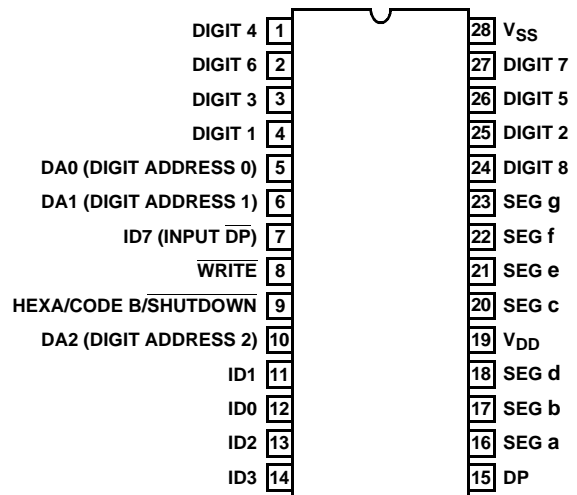 DIGIT 4 1 28 VSS
DIGIT 6 2 27 DIGIT 7
DIGIT 3 3 26 DIGIT 5
DIGIT 1 4 25 DIGIT 2
DA0 (DIGIT ADDRESS 0) 5 24 DIGIT 8
DA1 (DIGIT ADDRESS 1) 6 23 SEG g
ID7 (INPUT D̅P̅) 7 22 SEG f
W̅R̅I̅T̅E̅ 8 21 SEG e
HEXA/CODE B/S̅H̅U̅T̅D̅O̅W̅N̅ 9 20 SEG c
DA2 (DIGIT ADDRESS 2) 10 19 VDD
ID1 11 18 SEG d
ID0 12 17 SEG b
ID2 13 16 SEG a
ID3 14 15 DP